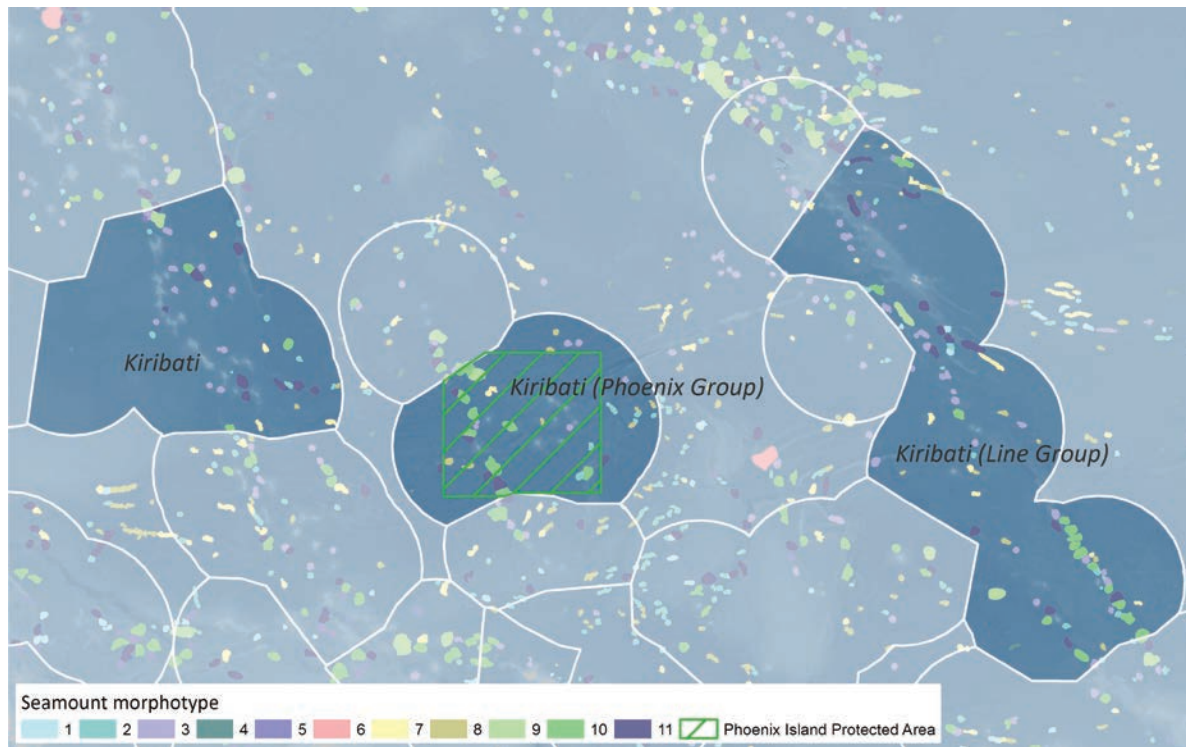 Kiribati
Kiribati (Phoenix Group)
Kiribati (Line Group)
Seamount morphotype
1 2 3 4 5 6 7 8 9 10 11 Phoenix Island Protected Area